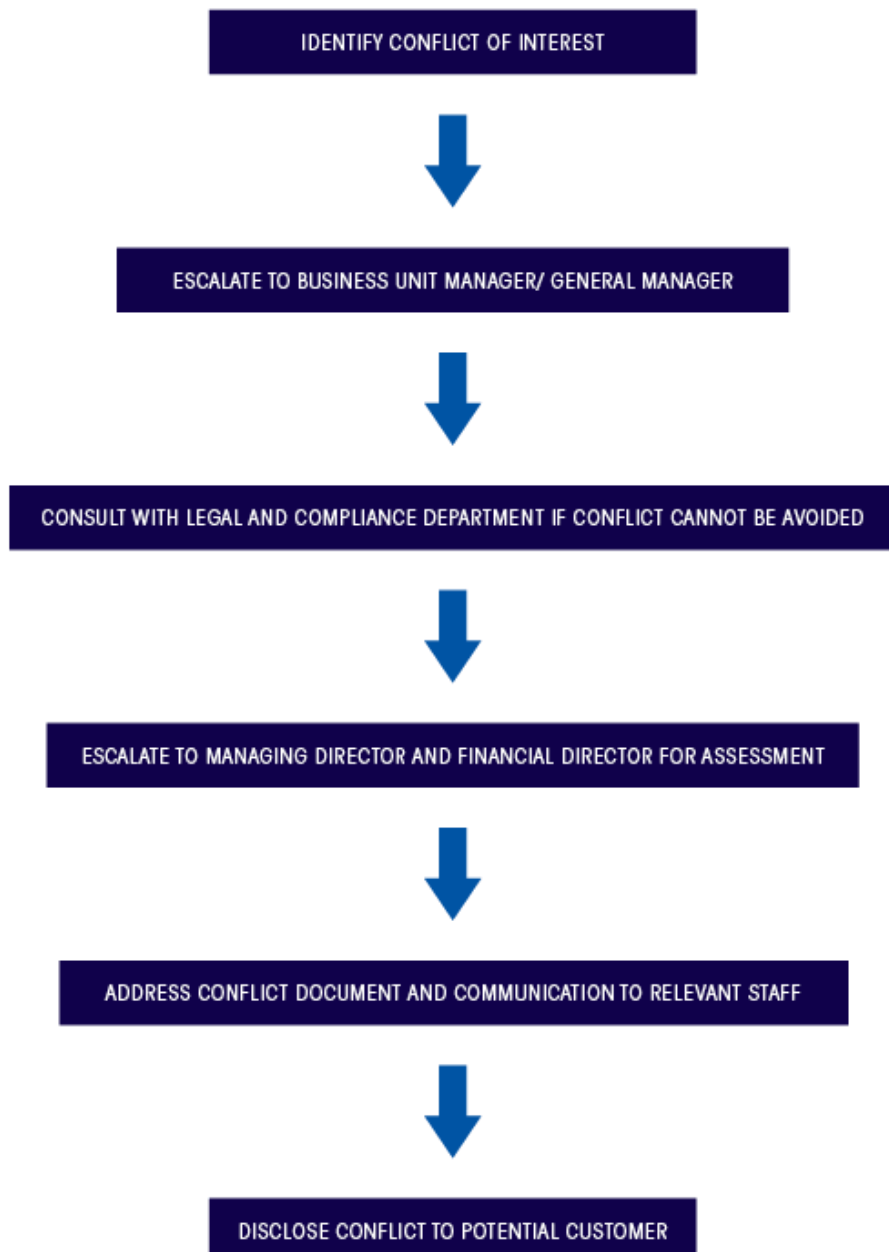 IDENTIFY CONFLICT OF INTEREST
ESCALATE TO BUSINESS UNIT MANAGER/ GENERAL MANAGER
CONSULT WITH LEGAL AND COMPLIANCE DEPARTMENT IF CONFLICT CANNOT BE AVOIDED
ESCALATE TO MANAGING DIRECTOR AND FINANCIAL DIRECTOR FOR ASSESSMENT
ADDRESS CONFLICT DOCUMENT AND COMMUNICATION TO RELEVANT STAFF
DISCLOSE CONFLICT TO POTENTIAL CUSTOMER